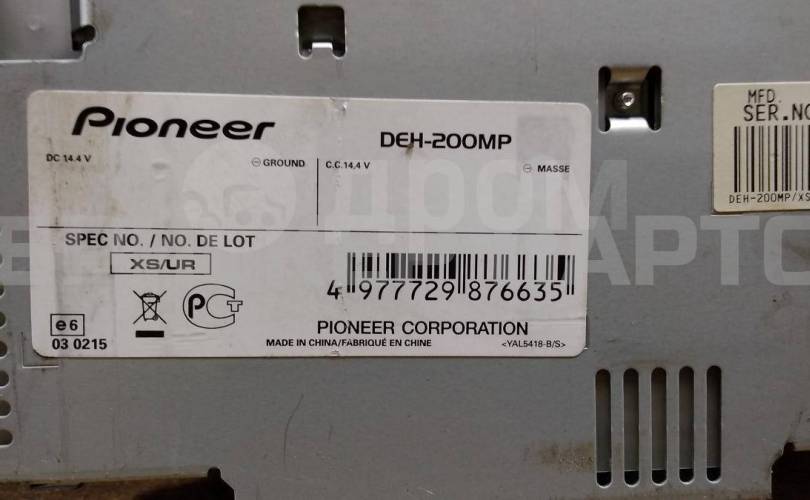 Pioneer
DEH-200MP
DC 14.4 V
⊖ GROUND
C.C.14,4 V
⊖ MASSE
SPEC NO. / NO. DE LOT
XS/UR
4 977729 876635
e6
03 0215
PIONEER CORPORATION
MADE IN CHINA/FABRIQUÉ EN CHINE
<YAL5418-B/S>
MFD.
SER.NO
DEH-200MP/XS
ДРОМ